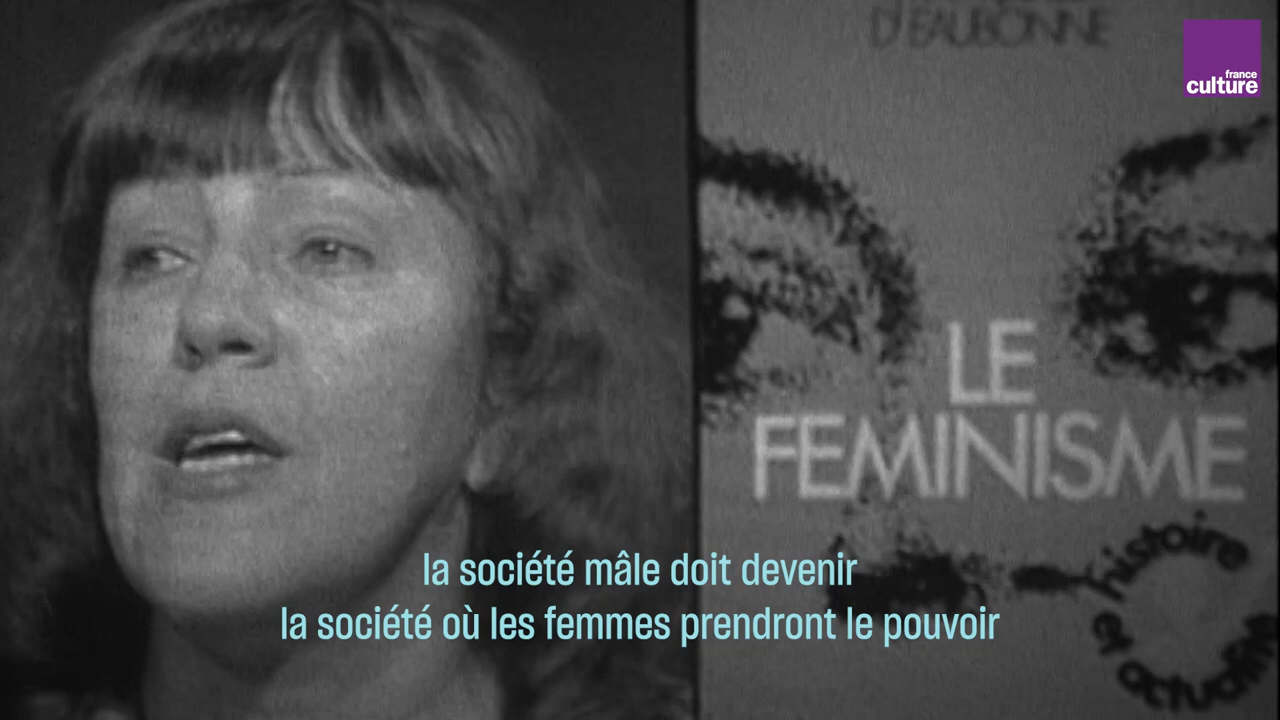 D'EAUBONNE
france
culture
LE
FEMINISME
histoire
et
actualité
la société mâle doit devenir
la société où les femmes prendront le pouvoir